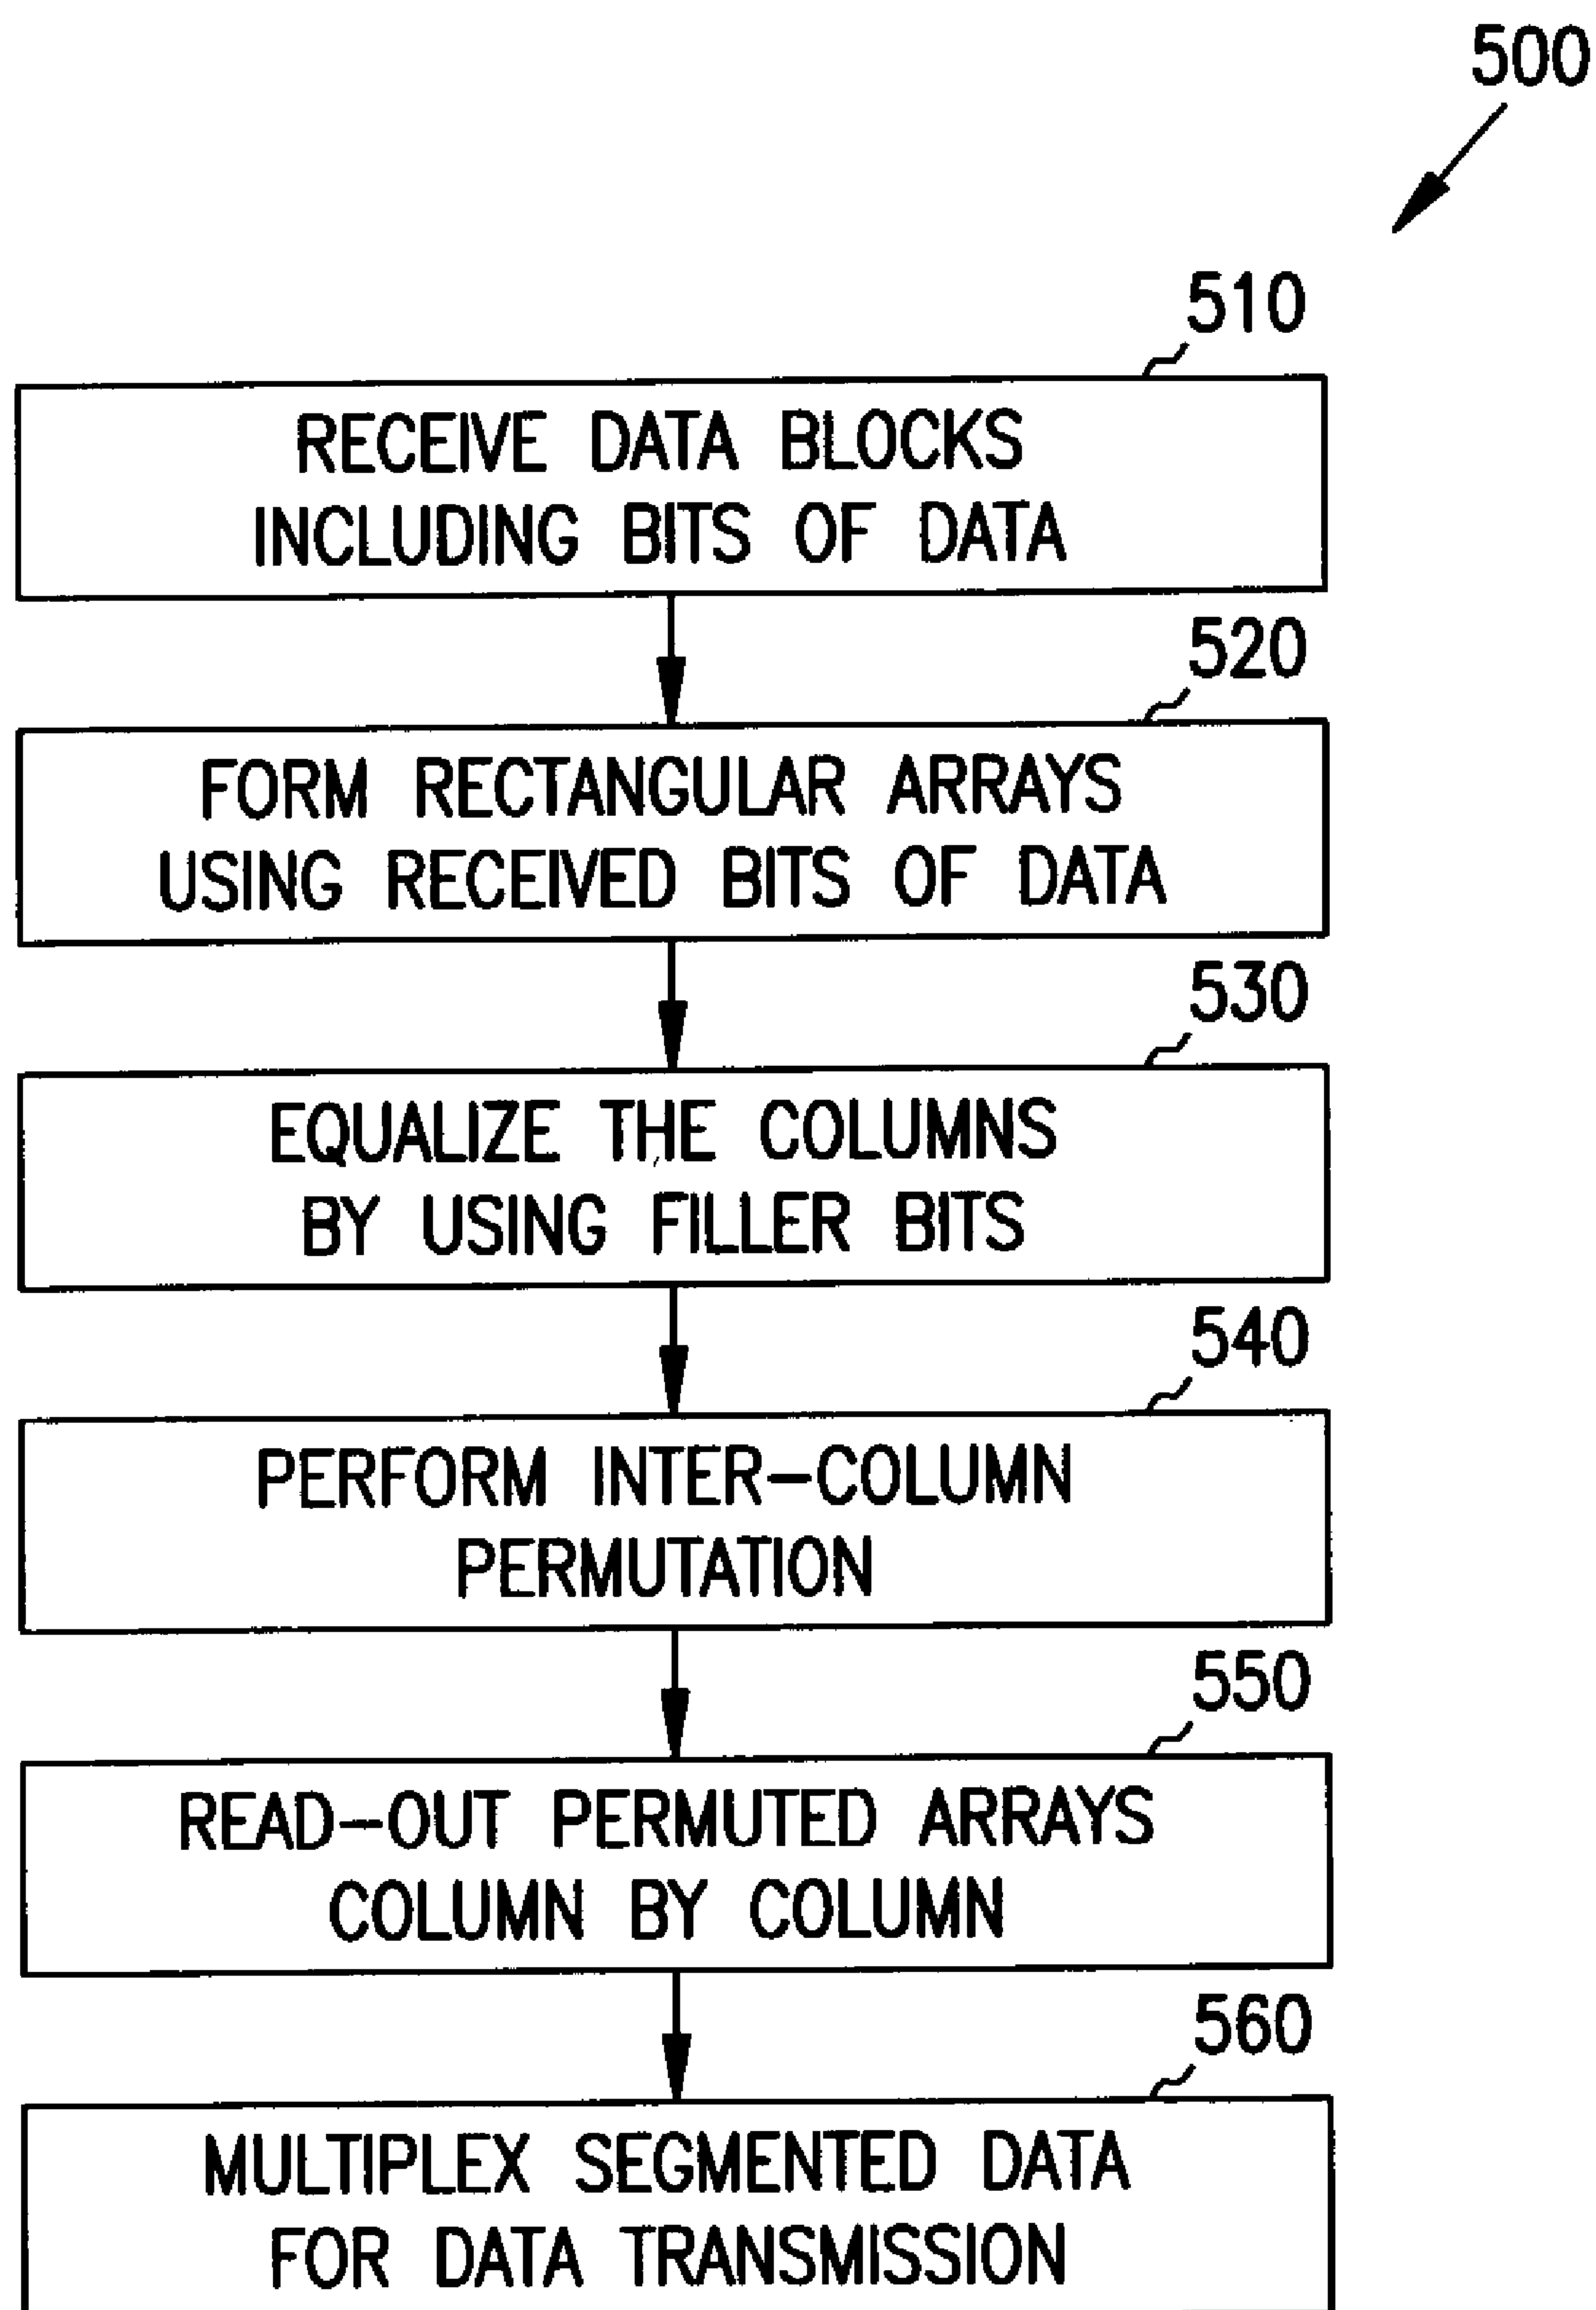 500
510
RECEIVE DATA BLOCKS
INCLUDING BITS OF DATA
520
FORM RECTANGULAR ARRAYS
USING RECEIVED BITS OF DATA
530
EQUALIZE THE COLUMNS
BY USING FILLER BITS
540
PERFORM INTER-COLUMN
PERMUTATION
550
READ-OUT PERMUTED ARRAYS
COLUMN BY COLUMN
560
MULTIPLEX SEGMENTED DATA
FOR DATA TRANSMISSION